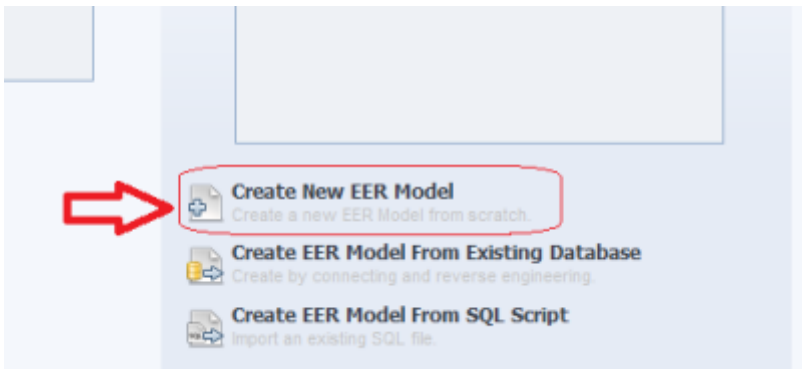 Create New EER Model
Create a new EER Model from scratch.
Create EER Model From Existing Database
Create by connecting and reverse engineering.
Create EER Model From SQL Script
Import an existing SQL file.